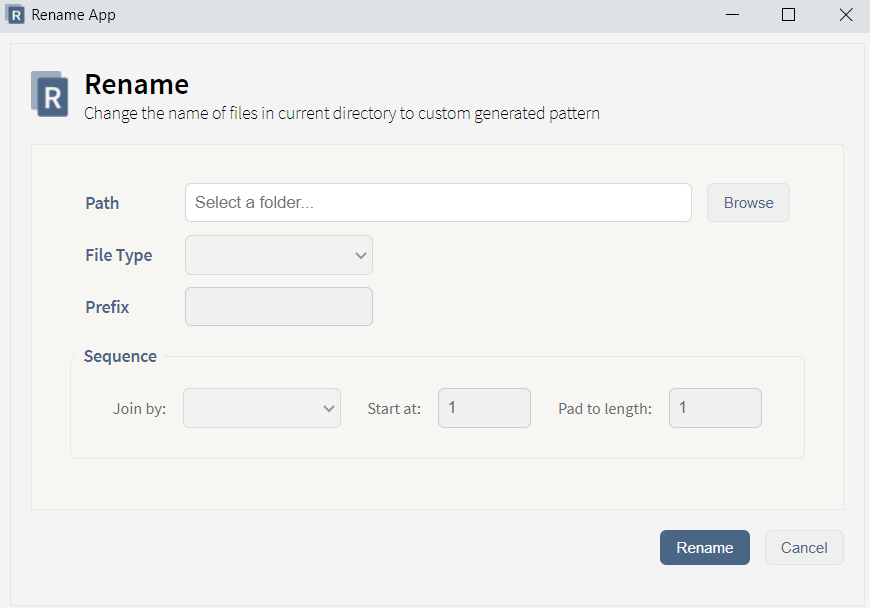 R Rename App
R
Rename
Change the name of files in current directory to custom generated pattern
Path Select a folder... Browse
File Type
Prefix
Sequence
Join by: Start at: 1 Pad to length: 1
Rename Cancel